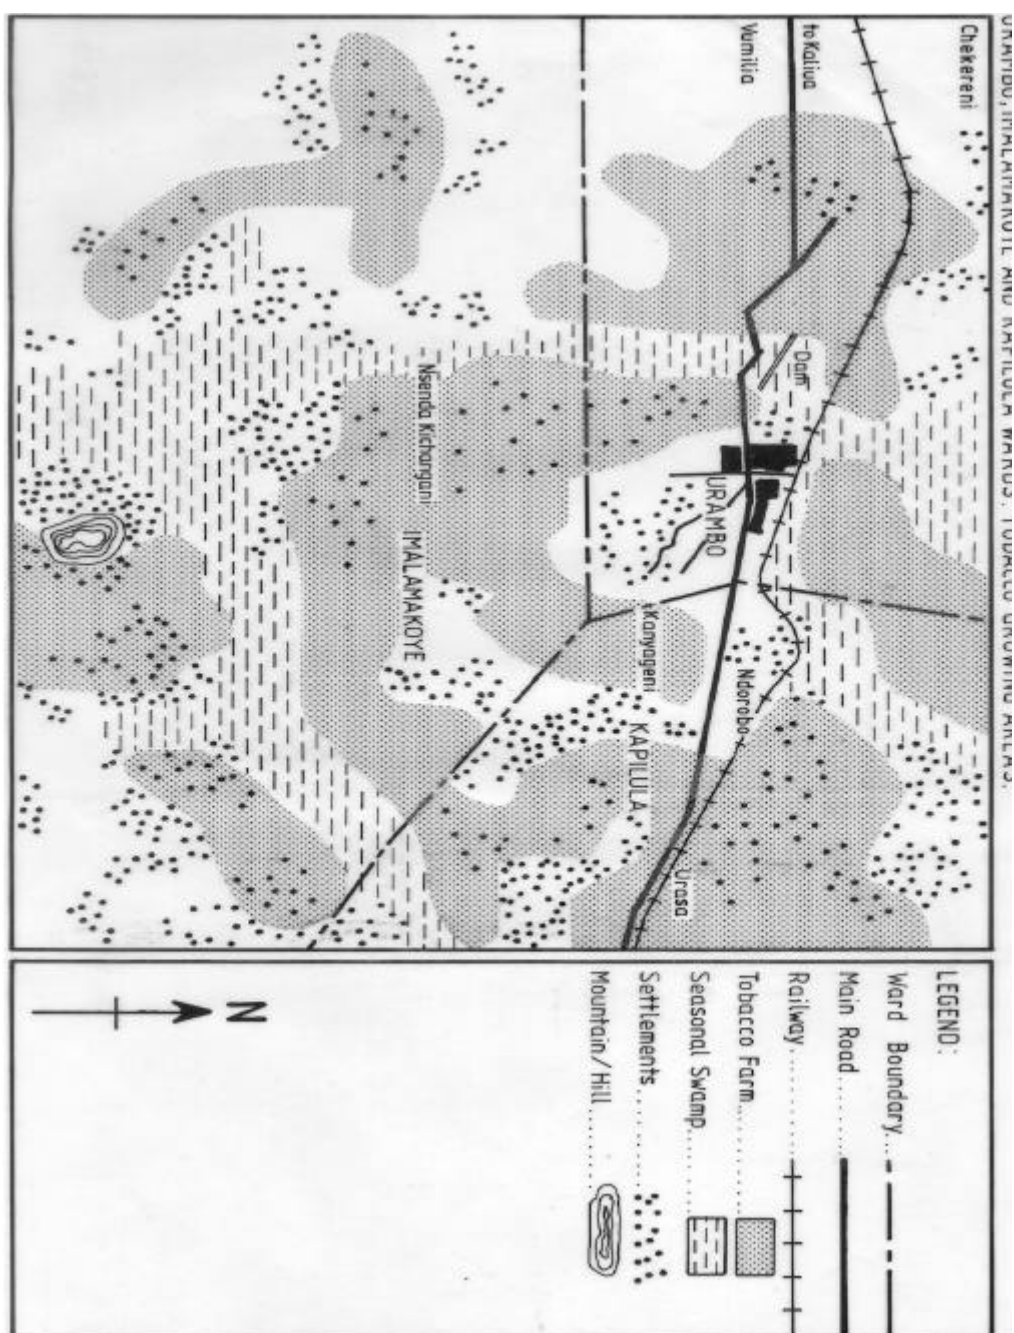 URAMBO, IMALAMAKOYE AND KAPILULA WARDS: TOBACCO GROWING AREAS.
Chekereni
to Kaliua
Vumilia
Dam
URAMBO
Ndorobo
Kanyageni
KAPILULA
Urasa
Nsenda Kichangani
IMALAMAKOYE
LEGEND:
Ward Boundary
Main Road
Railway
Tobacco Farm
Seasonal Swamp
Settlements
Mountain/Hill
N